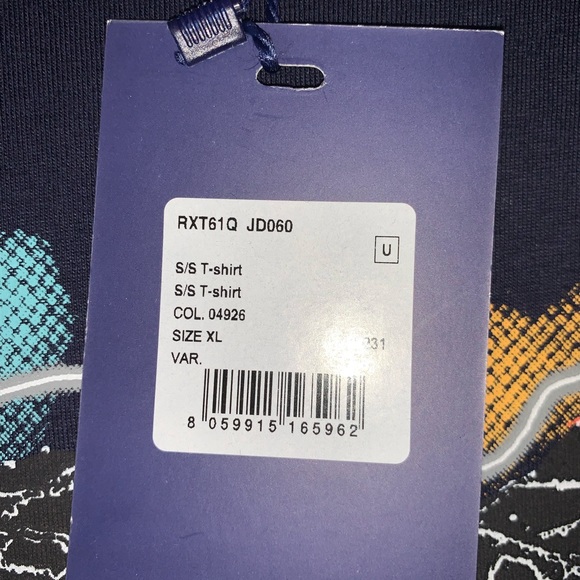 RXT61Q JD060
U
S/S T-shirt
S/S T-shirt
COL. 04926
SIZE XL
VAR.
8 059915 165962